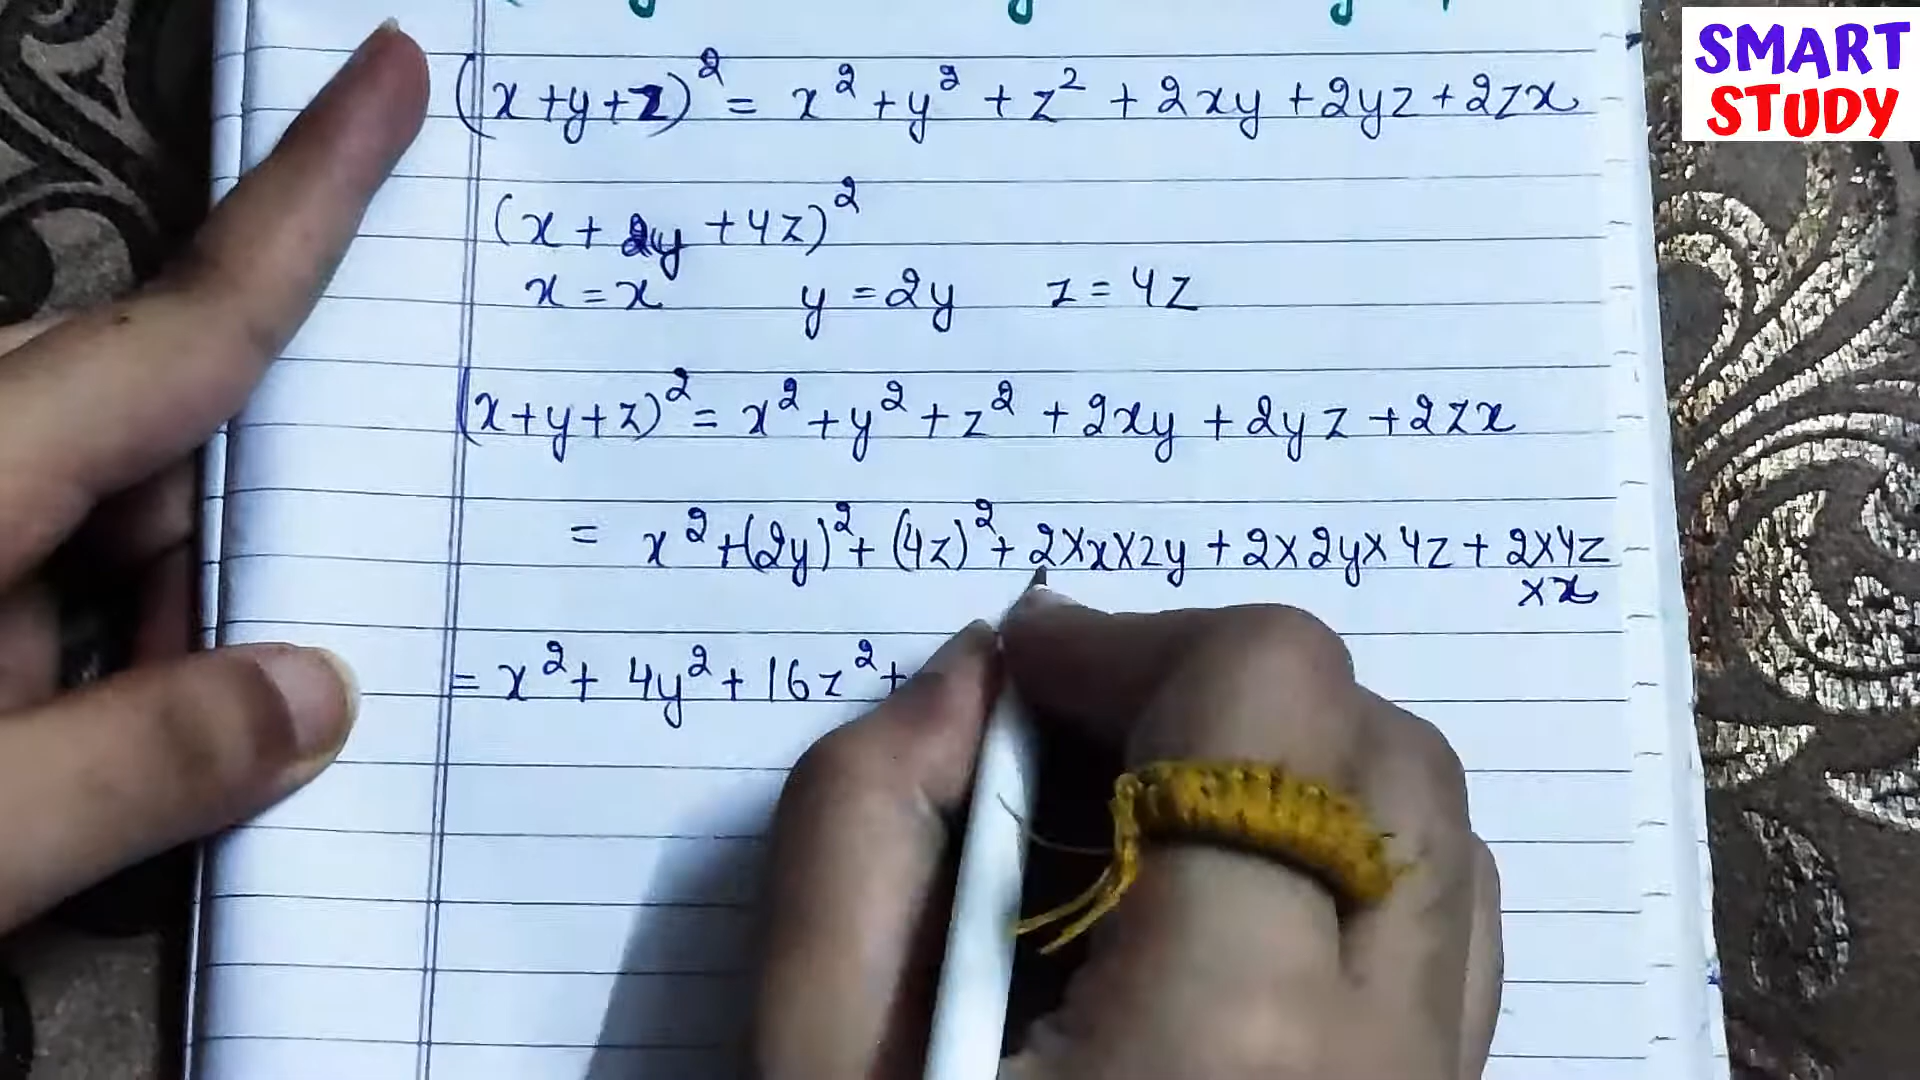 SMART
STUDY
(x+y+z)² = x² + y² + z² + 2xy + 2yz + 2zx
(x + 2y + 4z)²
x = x y = 2y z = 4z
(x+y+z)² = x² + y² + z² + 2xy + 2yz + 2zx
= x² + (2y)² + (4z)² + 2×x×2y + 2×2y×4z + 2×4z
×x
= x² + 4y² + 16z² +